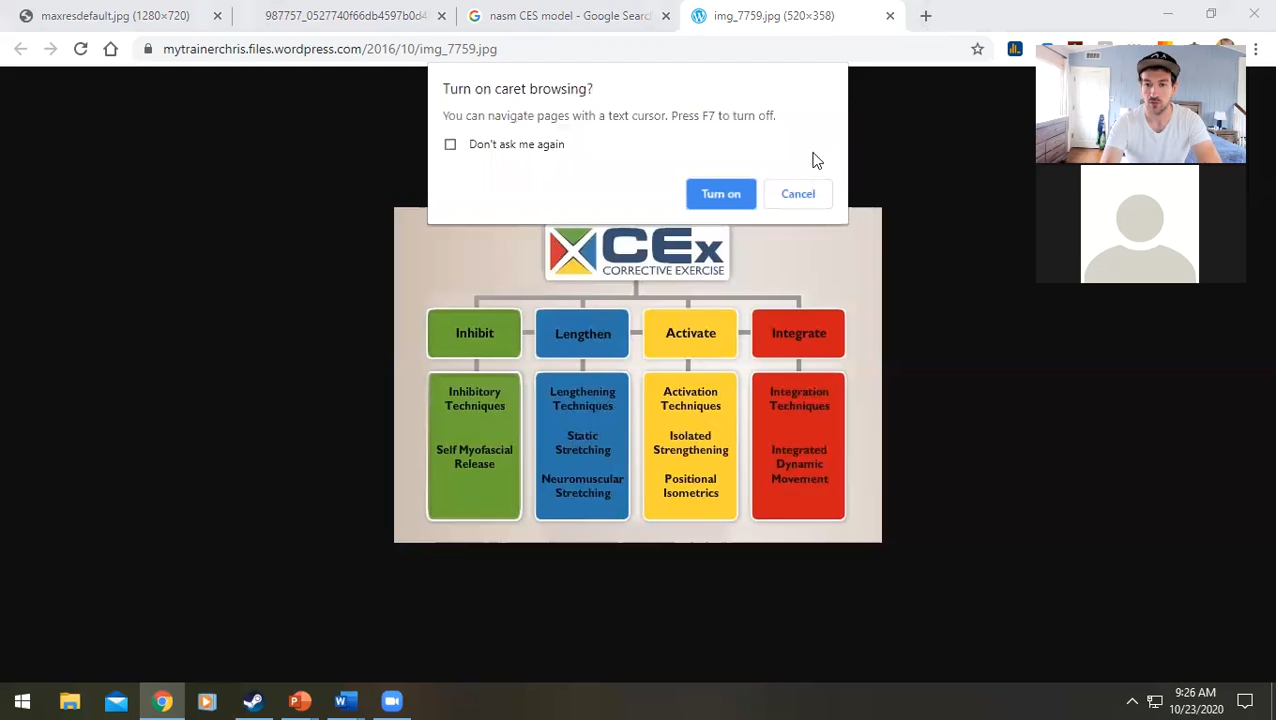 maxresdefault.jpg (1280×720)
987757_0527740f66db4597b0d4
nasm CES model - Google Searc
img_7759.jpg (520×358)
mytrainerchris.files.wordpress.com/2016/10/img_7759.jpg
Turn on caret browsing?
You can navigate pages with a text cursor. Press F7 to turn off.
Don't ask me again
Turn on
Cancel
CEx
CORRECTIVE EXERCISE
Inhibit
Lengthen
Activate
Integrate
Inhibitory
Techniques
Self Myofascial
Release
Lengthening
Techniques
Static
Stretching
Neuromuscular
Stretching
Activation
Techniques
Isolated
Strengthening
Positional
Isometrics
Integration
Techniques
Integrated
Dynamic
Movement
9:26 AM
10/23/2020